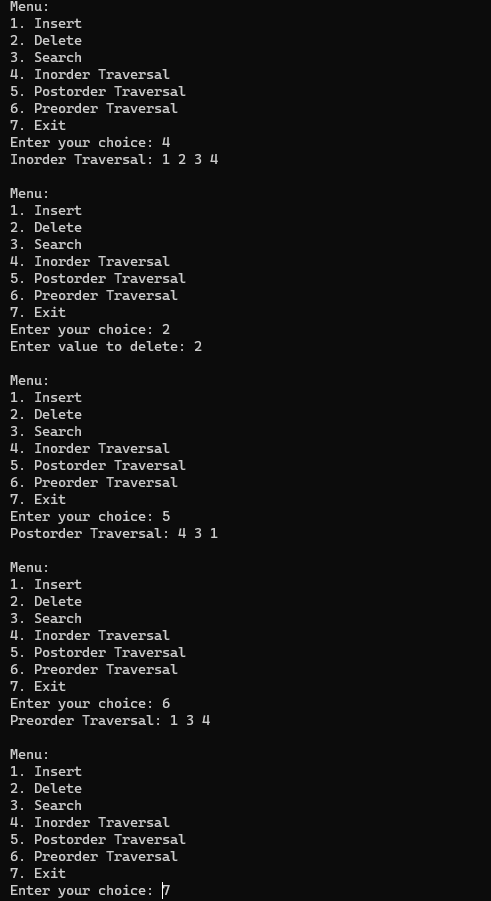 Menu:
1. Insert
2. Delete
3. Search
4. Inorder Traversal
5. Postorder Traversal
6. Preorder Traversal
7. Exit
Enter your choice: 4
Inorder Traversal: 1 2 3 4

Menu:
1. Insert
2. Delete
3. Search
4. Inorder Traversal
5. Postorder Traversal
6. Preorder Traversal
7. Exit
Enter your choice: 2
Enter value to delete: 2

Menu:
1. Insert
2. Delete
3. Search
4. Inorder Traversal
5. Postorder Traversal
6. Preorder Traversal
7. Exit
Enter your choice: 5
Postorder Traversal: 4 3 1

Menu:
1. Insert
2. Delete
3. Search
4. Inorder Traversal
5. Postorder Traversal
6. Preorder Traversal
7. Exit
Enter your choice: 6
Preorder Traversal: 1 3 4

Menu:
1. Insert
2. Delete
3. Search
4. Inorder Traversal
5. Postorder Traversal
6. Preorder Traversal
7. Exit
Enter your choice: 7